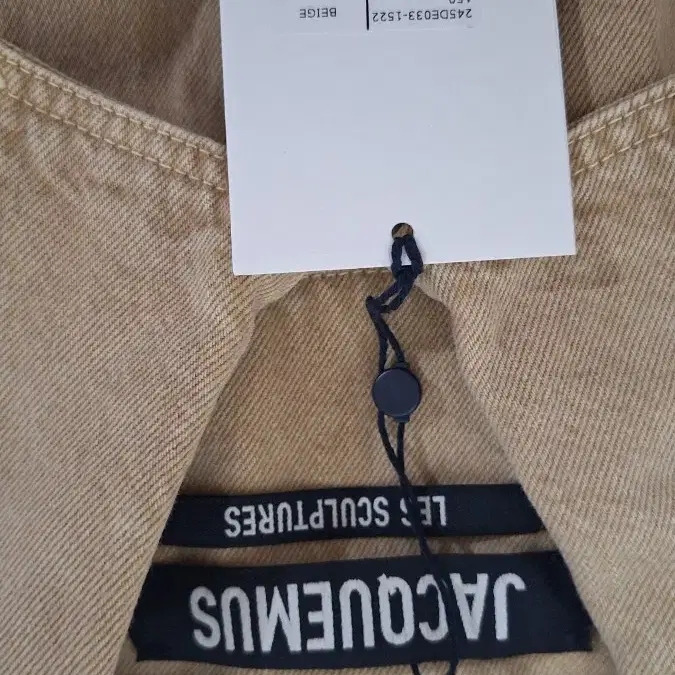 JACQUEMUS
LES SCULPTURES
245DE033-1522 BEIGE